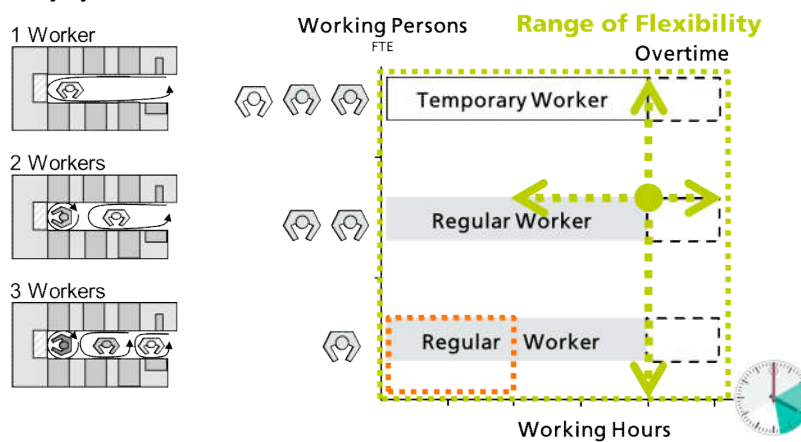 1 Worker
2 Workers
3 Workers
Working Persons
FTE
Range of Flexibility
Overtime
Temporary Worker
Regular Worker
Regular Worker
Working Hours